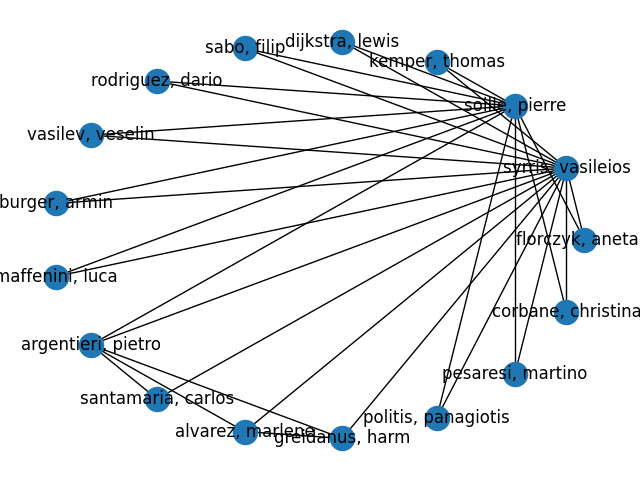 sabo, filip
dijkstra, lewis
kemper, thomas
rodriguez, dario
soille, pierre
vasilev, veselin
syrris, vasileios
burger, armin
florczyk, aneta
maffenini, luca
corbane, christina
argentieri, pietro
pesaresi, martino
santamaria, carlos
politis, panagiotis
alvarez, marlene
greidanus, harm